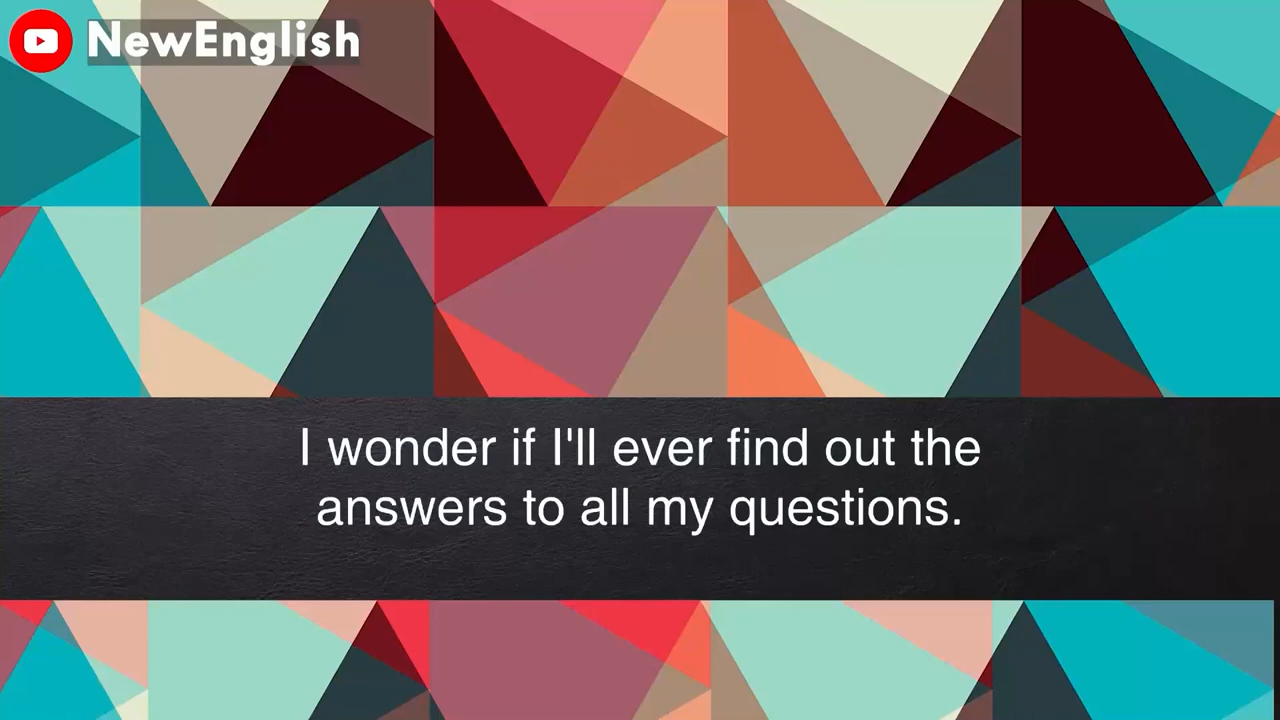 NewEnglish
I wonder if I'll ever find out the
answers to all my questions.